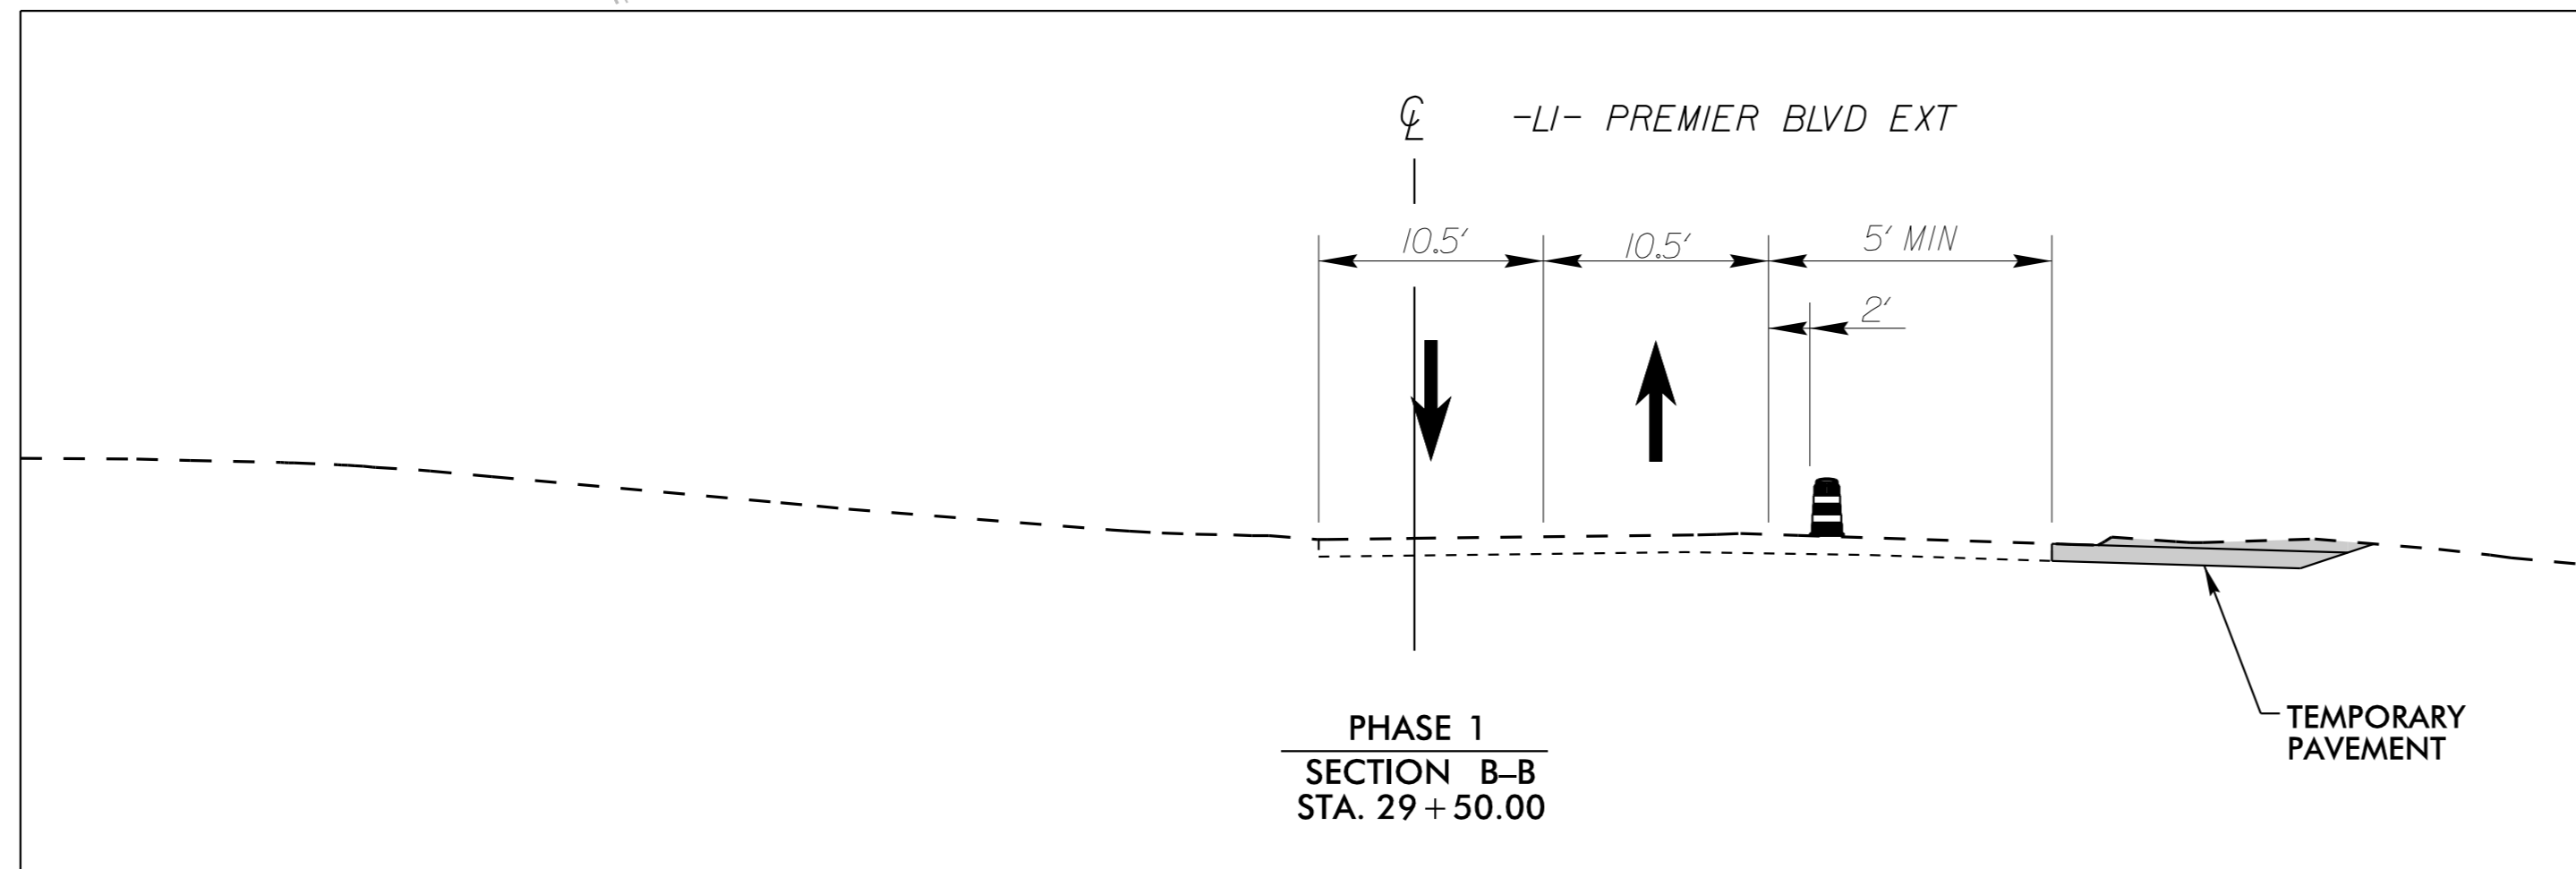 ℄ -L1- PREMIER BLVD EXT
10.5' 10.5' 5' MIN
2'
TEMPORARY
PAVEMENT
PHASE 1
SECTION B–B
STA. 29+50.00